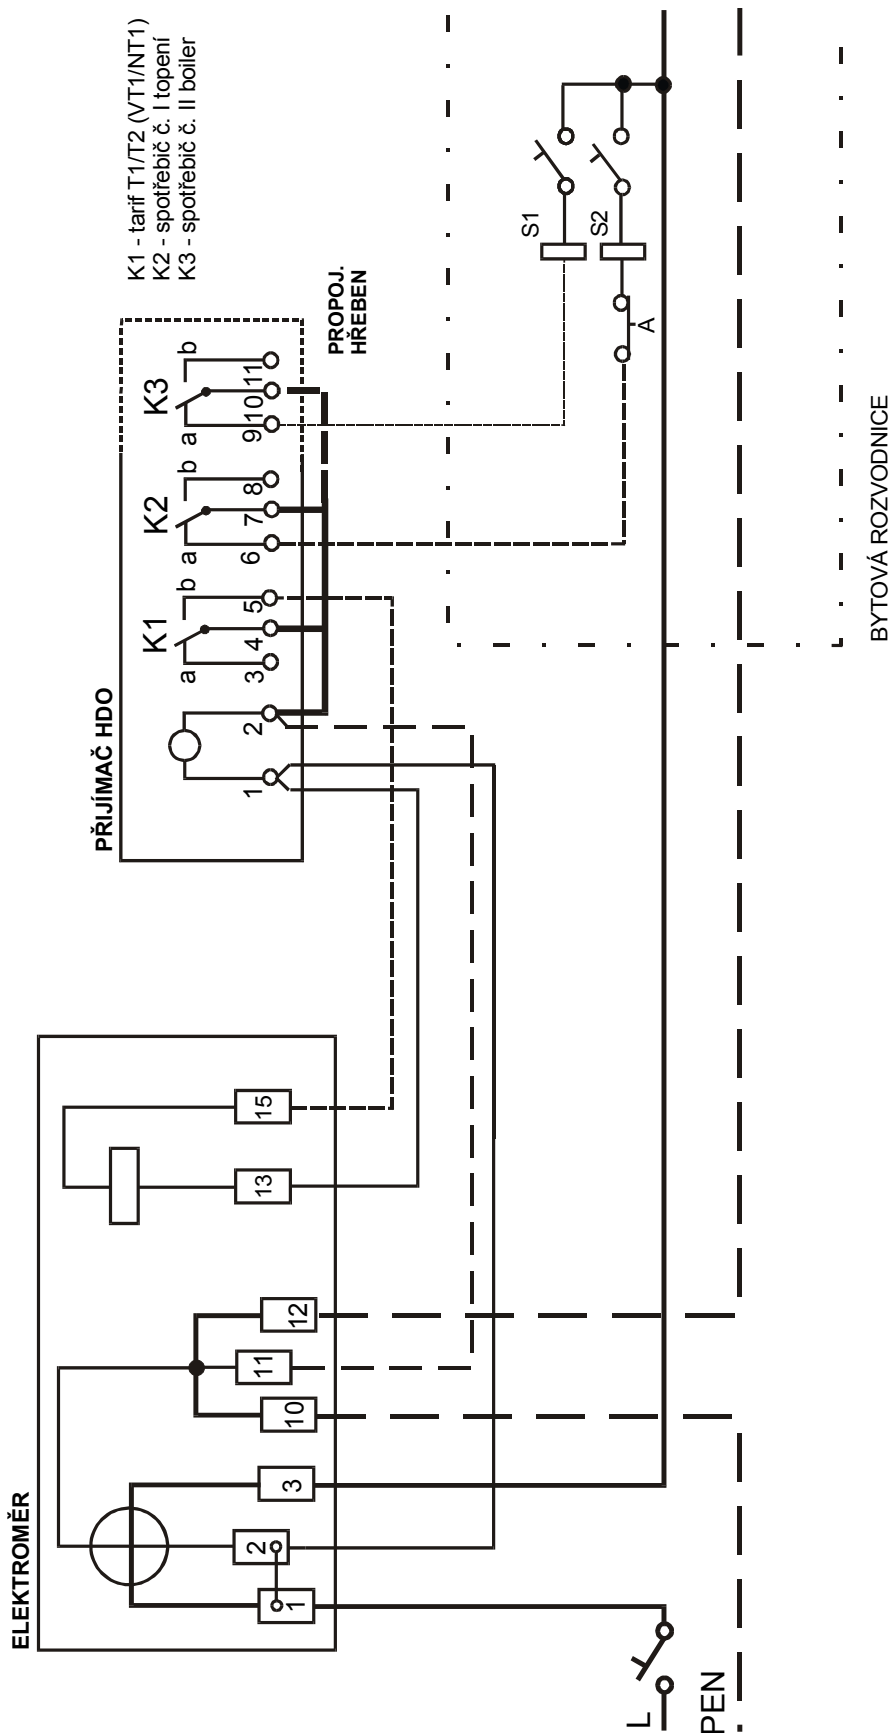 K1 - tarif T1/T2 (VT1/NT1)
K2 - spotřebič č. I topení
K3 - spotřebič č. II boiler
PŘIJÍMAČ HDO
K1
K2
K3
a
b
a
b
a
b
1
2
3
4
5
6
7
8
9
10
11
PROPOJ.
HŘEBEN
ELEKTROMĚR
1
2
3
10
11
12
13
15
S1
S2
A
BYTOVÁ ROZVODNICE
L
PEN